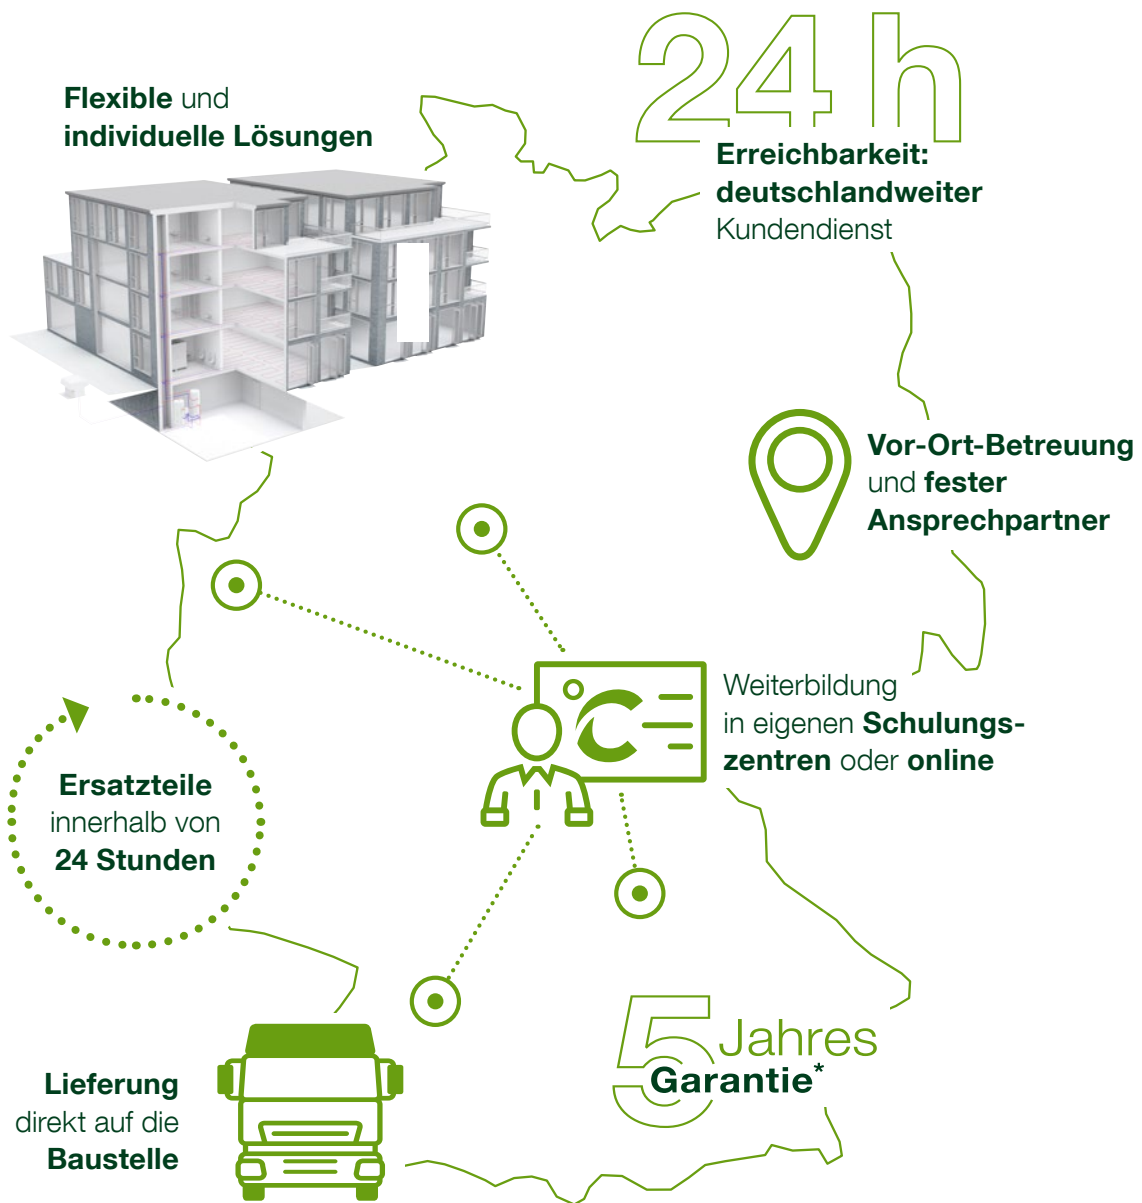 24 h
Flexible und
individuelle Lösungen
Erreichbarkeit:
deutschlandweiter
Kundendienst
Vor-Ort-Betreuung
und fester
Ansprechpartner
Weiterbildung
in eigenen Schulungs-
zentren oder online
Ersatzteile
innerhalb von
24 Stunden
5 Jahres
Garantie*
Lieferung
direkt auf die
Baustelle